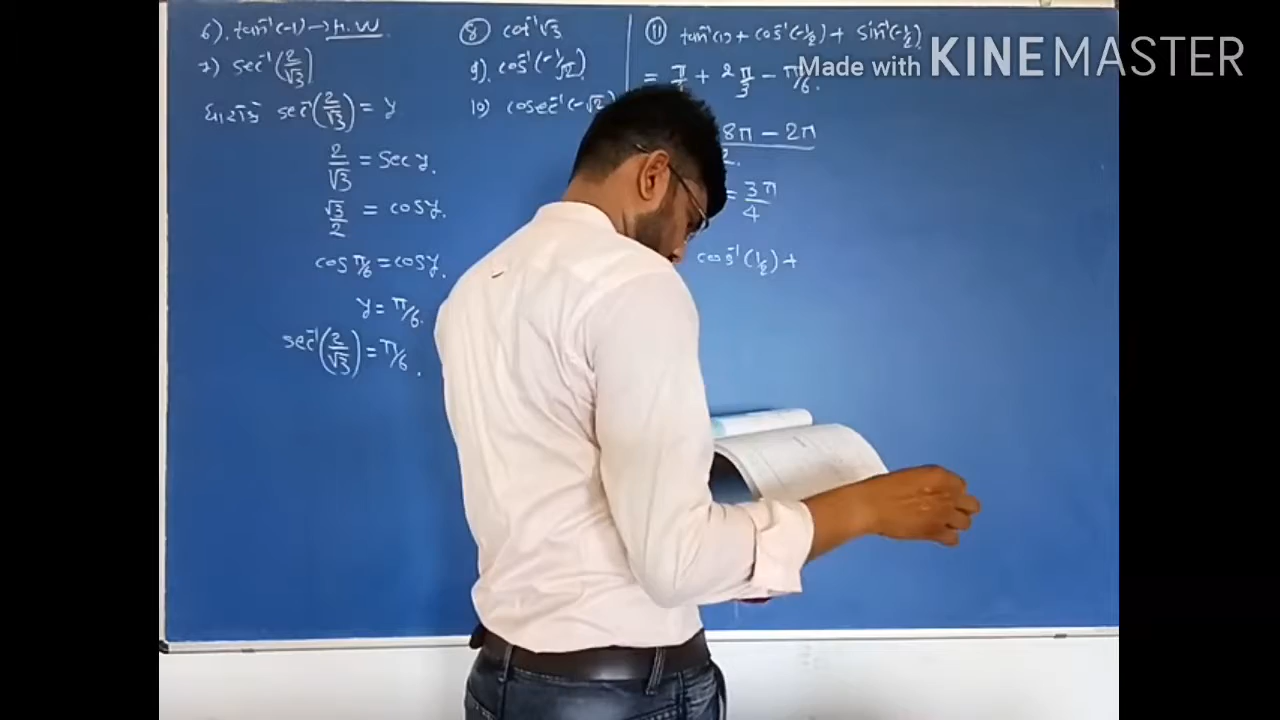 6). tan⁻¹(-1) → H.W
7) sec⁻¹(2/√3)
धारो के sec⁻¹(2/√3) = y
2/√3 = sec y.
√3/2 = cos y.
cos π/6 = cos y.
y = π/6.
sec⁻¹(2/√3) = π/6.
⑧ cot⁻¹√3
9). cos⁻¹(-1/√2)
10) cosec⁻¹(-√2)
⑪ tan⁻¹(1) + cos⁻¹(-1/2) + sin⁻¹(-1/2).
= π/4 + 2π/3 - π/6.
8π - 2π
2.
= 3π/4
cos⁻¹(1/2) +
Made with KINEMASTER